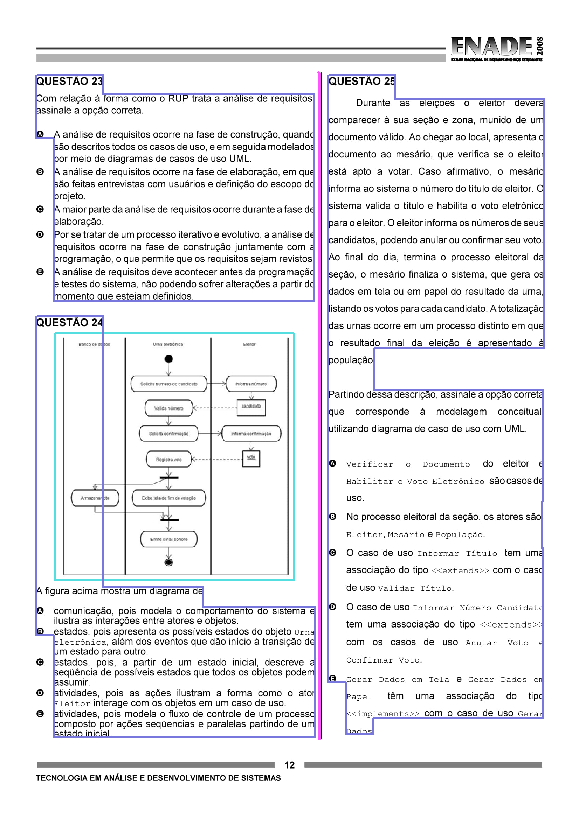 ENADE 2008
EXAME NACIONAL DE DESEMPENHO DOS ESTUDANTES
QUESTÃO 23
Com relação à forma como o RUP trata a análise de requisitos,
assinale a opção correta.
A A análise de requisitos ocorre na fase de construção, quando
são descritos todos os casos de uso, e em seguida modelados
por meio de diagramas de casos de uso UML.
B A análise de requisitos ocorre na fase de elaboração, em que
são feitas entrevistas com usuários e definição do escopo do
projeto.
C A maior parte da análise de requisitos ocorre durante a fase de
elaboração.
D Por se tratar de um processo iterativo e evolutivo, a análise de
requisitos ocorre na fase de construção juntamente com a
programação, o que permite que os requisitos sejam revistos.
E A análise de requisitos deve acontecer antes da programação
e testes do sistema, não podendo sofrer alterações a partir do
momento que estejam definidos.
QUESTÃO 24
Banco de dados
Urna eletrônica
Eleitor
Solicita número do candidato
Informa número
Valida número
candidato
Solicita confirmação
Informa confirmação
Registra voto
voto
Armazena voto
Exibe tela de fim de votação
Emite sinal sonoro
A figura acima mostra um diagrama de
A comunicação, pois modela o comportamento do sistema e
ilustra as interações entre atores e objetos.
B estados, pois apresenta os possíveis estados do objeto Urna
eletrônica, além dos eventos que dão início à transição de
um estado para outro.
C estados, pois, a partir de um estado inicial, descreve a
seqüência de possíveis estados que todos os objetos podem
assumir.
D atividades, pois as ações ilustram a forma como o ator
Eleitor interage com os objetos em um caso de uso.
E atividades, pois modela o fluxo de controle de um processo
composto por ações seqüenciais e paralelas partindo de um
estado inicial.
QUESTÃO 25
Durante as eleições o eleitor deverá
comparecer à sua seção e zona, munido de um
documento válido. Ao chegar ao local, apresenta o
documento ao mesário, que verifica se o eleitor
está apto a votar. Caso afirmativo, o mesário
informa ao sistema o número do título de eleitor. O
sistema valida o título e habilita o voto eletrônico
para o eleitor. O eleitor informa os números de seus
candidatos, podendo anular ou confirmar seu voto.
Ao final do dia, termina o processo eleitoral da
seção, o mesário finaliza o sistema, que gera os
dados em tela ou em papel do resultado da urna,
listando os votos para cada candidato. A totalização
das urnas ocorre em um processo distinto em que
o resultado final da eleição é apresentado à
população.
Partindo dessa descrição, assinale a opção correta
que corresponde à modelagem conceitual,
utilizando diagrama de caso de uso com UML.
A Verificar o Documento do eleitor e
Habilitar o Voto Eletrônico são casos de
uso.
B No processo eleitoral da seção, os atores são
Eleitor, Mesário e População.
C O caso de uso Informar Título tem uma
associação do tipo <<extends>> com o caso
de uso Validar Título.
D O caso de uso Informar Número Candidato
tem uma associação do tipo <<extends>>
com os casos de uso Anular Voto e
Confirmar Voto.
E Gerar Dados em Tela e Gerar Dados em
Papel têm uma associação do tipo
<<implements>> com o caso de uso Gerar
Dados.
12
TECNOLOGIA EM ANÁLISE E DESENVOLVIMENTO DE SISTEMAS